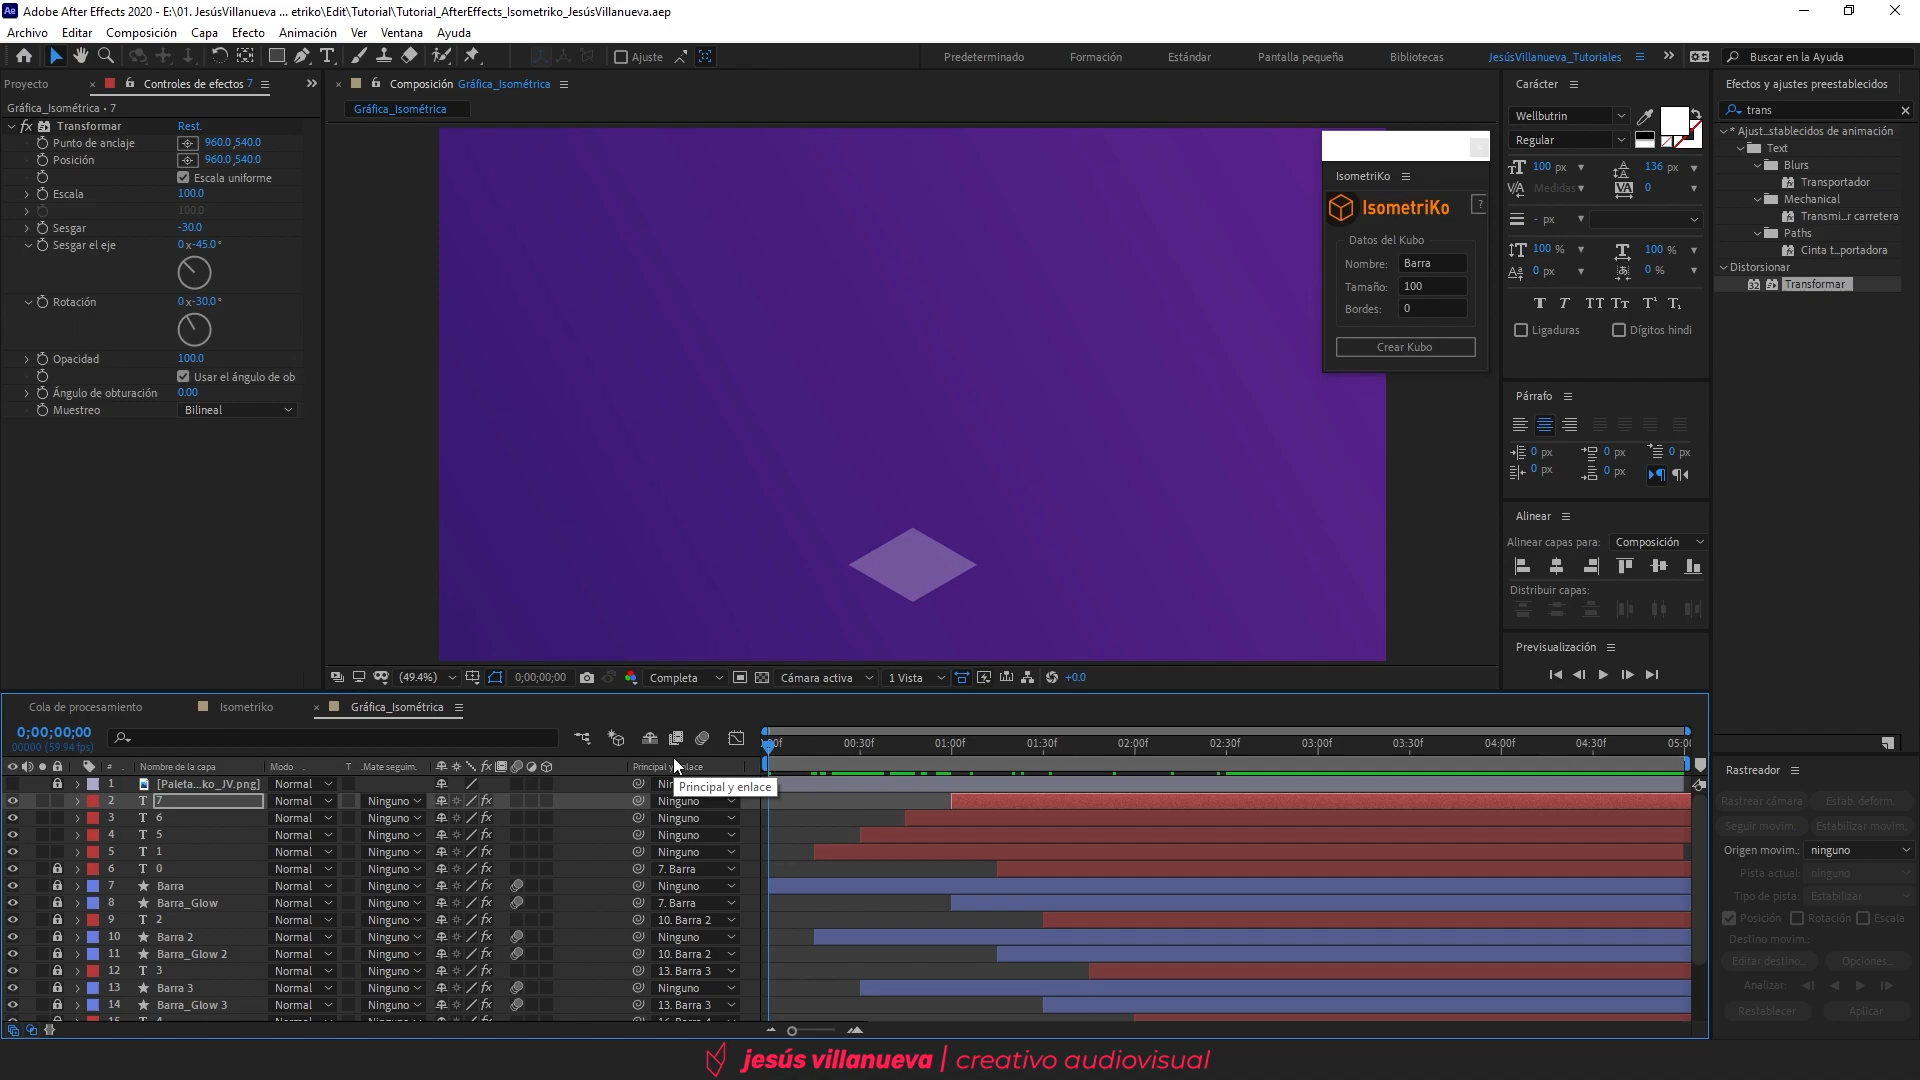 Adobe After Effects 2020 - E:\01. JesúsVillanueva ... etriko\Edit\Tutorial\Tutorial_AfterEffects_Isometriko_JesúsVillanueva.aep
Archivo Editar Composición Capa Efecto Animación Ver Ventana Ayuda
Ajuste Predeterminado Formación Estándar Pantalla pequeña Bibliotecas JesúsVillanueva_Tutoriales Buscar en la Ayuda
Proyecto Controles de efectos 7
Gráfica_Isométrica • 7
fx Transformar Rest.
Punto de anclaje 960.0,540.0
Posición 960.0,540.0
Escala uniforme
Escala 100.0
100.0
Sesgar -30.0
Sesgar el eje 0x-45.0°
Rotación 0x-30.0°
Opacidad 100.0
Usar el ángulo de ob
Ángulo de obturación 0.00
Muestreo Bilineal
Composición Gráfica_Isométrica
Gráfica_Isométrica
IsometriKo
IsometriKo ?
Datos del Kubo
Nombre: Barra
Tamaño: 100
Bordes: 0
Crear Kubo
(49.4%) 0;00;00;00 Completa Cámara activa 1 Vista +0.0
Carácter
Wellbutrin
Regular
100 px 136 px
Medidas 0
- px
100 % 100 %
0 px 0 %
Ligaduras Dígitos hindi
Párrafo
0 px 0 px 0 px
0 px 0 px
Alinear
Alinear capas para: Composición
Distribuir capas:
Previsualización
Efectos y ajustes preestablecidos
trans
* Ajust...stablecidos de animación
Text
Blurs
Transportador
Mechanical
Transmi...r carretera
Paths
Cinta t...portadora
Distorsionar
32 Transformar
Cola de procesamiento Isometriko Gráfica_Isométrica
0;00;00;00
00000 (59.94 fps)
00:30f 01:00f 01:30f 02:00f 02:30f 03:00f 03:30f 04:00f 04:30f 05:00
# Nombre de la capa Modo T .Mate seguim. Principal y enlace
1 [Paleta...ko_JV.png] Normal
Principal y enlace
2 T 7 Normal Ninguno Ninguno
3 T 6 Normal Ninguno Ninguno
4 T 5 Normal Ninguno Ninguno
5 T 1 Normal Ninguno Ninguno
6 T 0 Normal Ninguno 7. Barra
7 Barra Normal Ninguno Ninguno
8 Barra_Glow Normal Ninguno 7. Barra
9 T 2 Normal Ninguno 10. Barra 2
10 Barra 2 Normal Ninguno Ninguno
11 Barra_Glow 2 Normal Ninguno 10. Barra 2
12 T 3 Normal Ninguno 13. Barra 3
13 Barra 3 Normal Ninguno Ninguno
14 Barra_Glow 3 Normal Ninguno 13. Barra 3
Rastreador
Rastrear cámara Estab. deform.
Seguir movim. Estabilizar movim.
Origen movim.: ninguno
Pista actual: ninguno
Tipo de pista: Estabilizar
Posición Rotación Escala
Destino movim.:
Editar destino... Opciones...
Analizar:
Restablecer Aplicar
jesús villanueva | creativo audiovisual